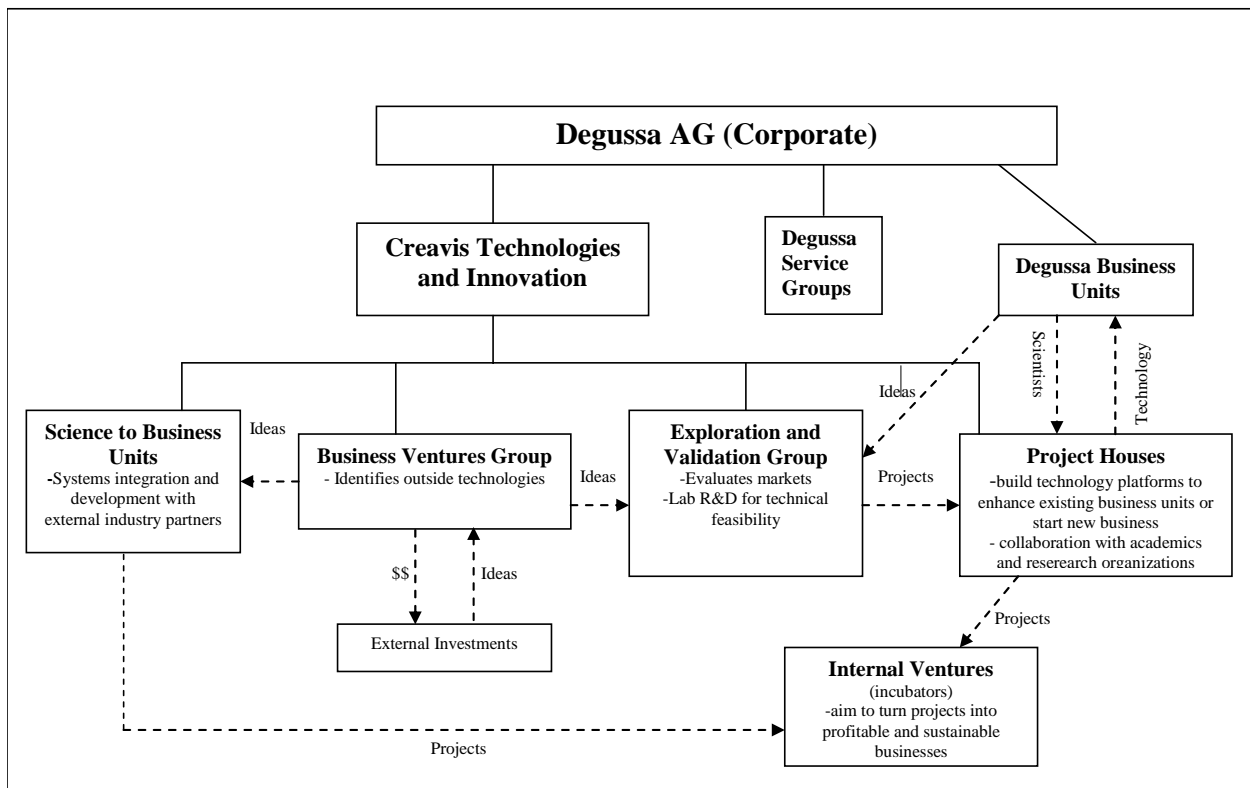 Degussa AG (Corporate)
Creavis Technologies
and Innovation
Degussa
Service
Groups
Degussa Business
Units
Scientists
Technology
Ideas
Science to Business
Units
-Systems integration and
development with
external industry partners
Ideas
Business Ventures Group
- Identifies outside technologies
Ideas
Exploration and
Validation Group
-Evaluates markets
-Lab R&D for technical
feasibility
Projects
Project Houses
-build technology platforms to
enhance existing business units or
start new business
- collaboration with academics
and reserearch organizations
$$
Ideas
External Investments
Projects
Internal Ventures
(incubators)
-aim to turn projects into
profitable and sustainable
businesses
Projects